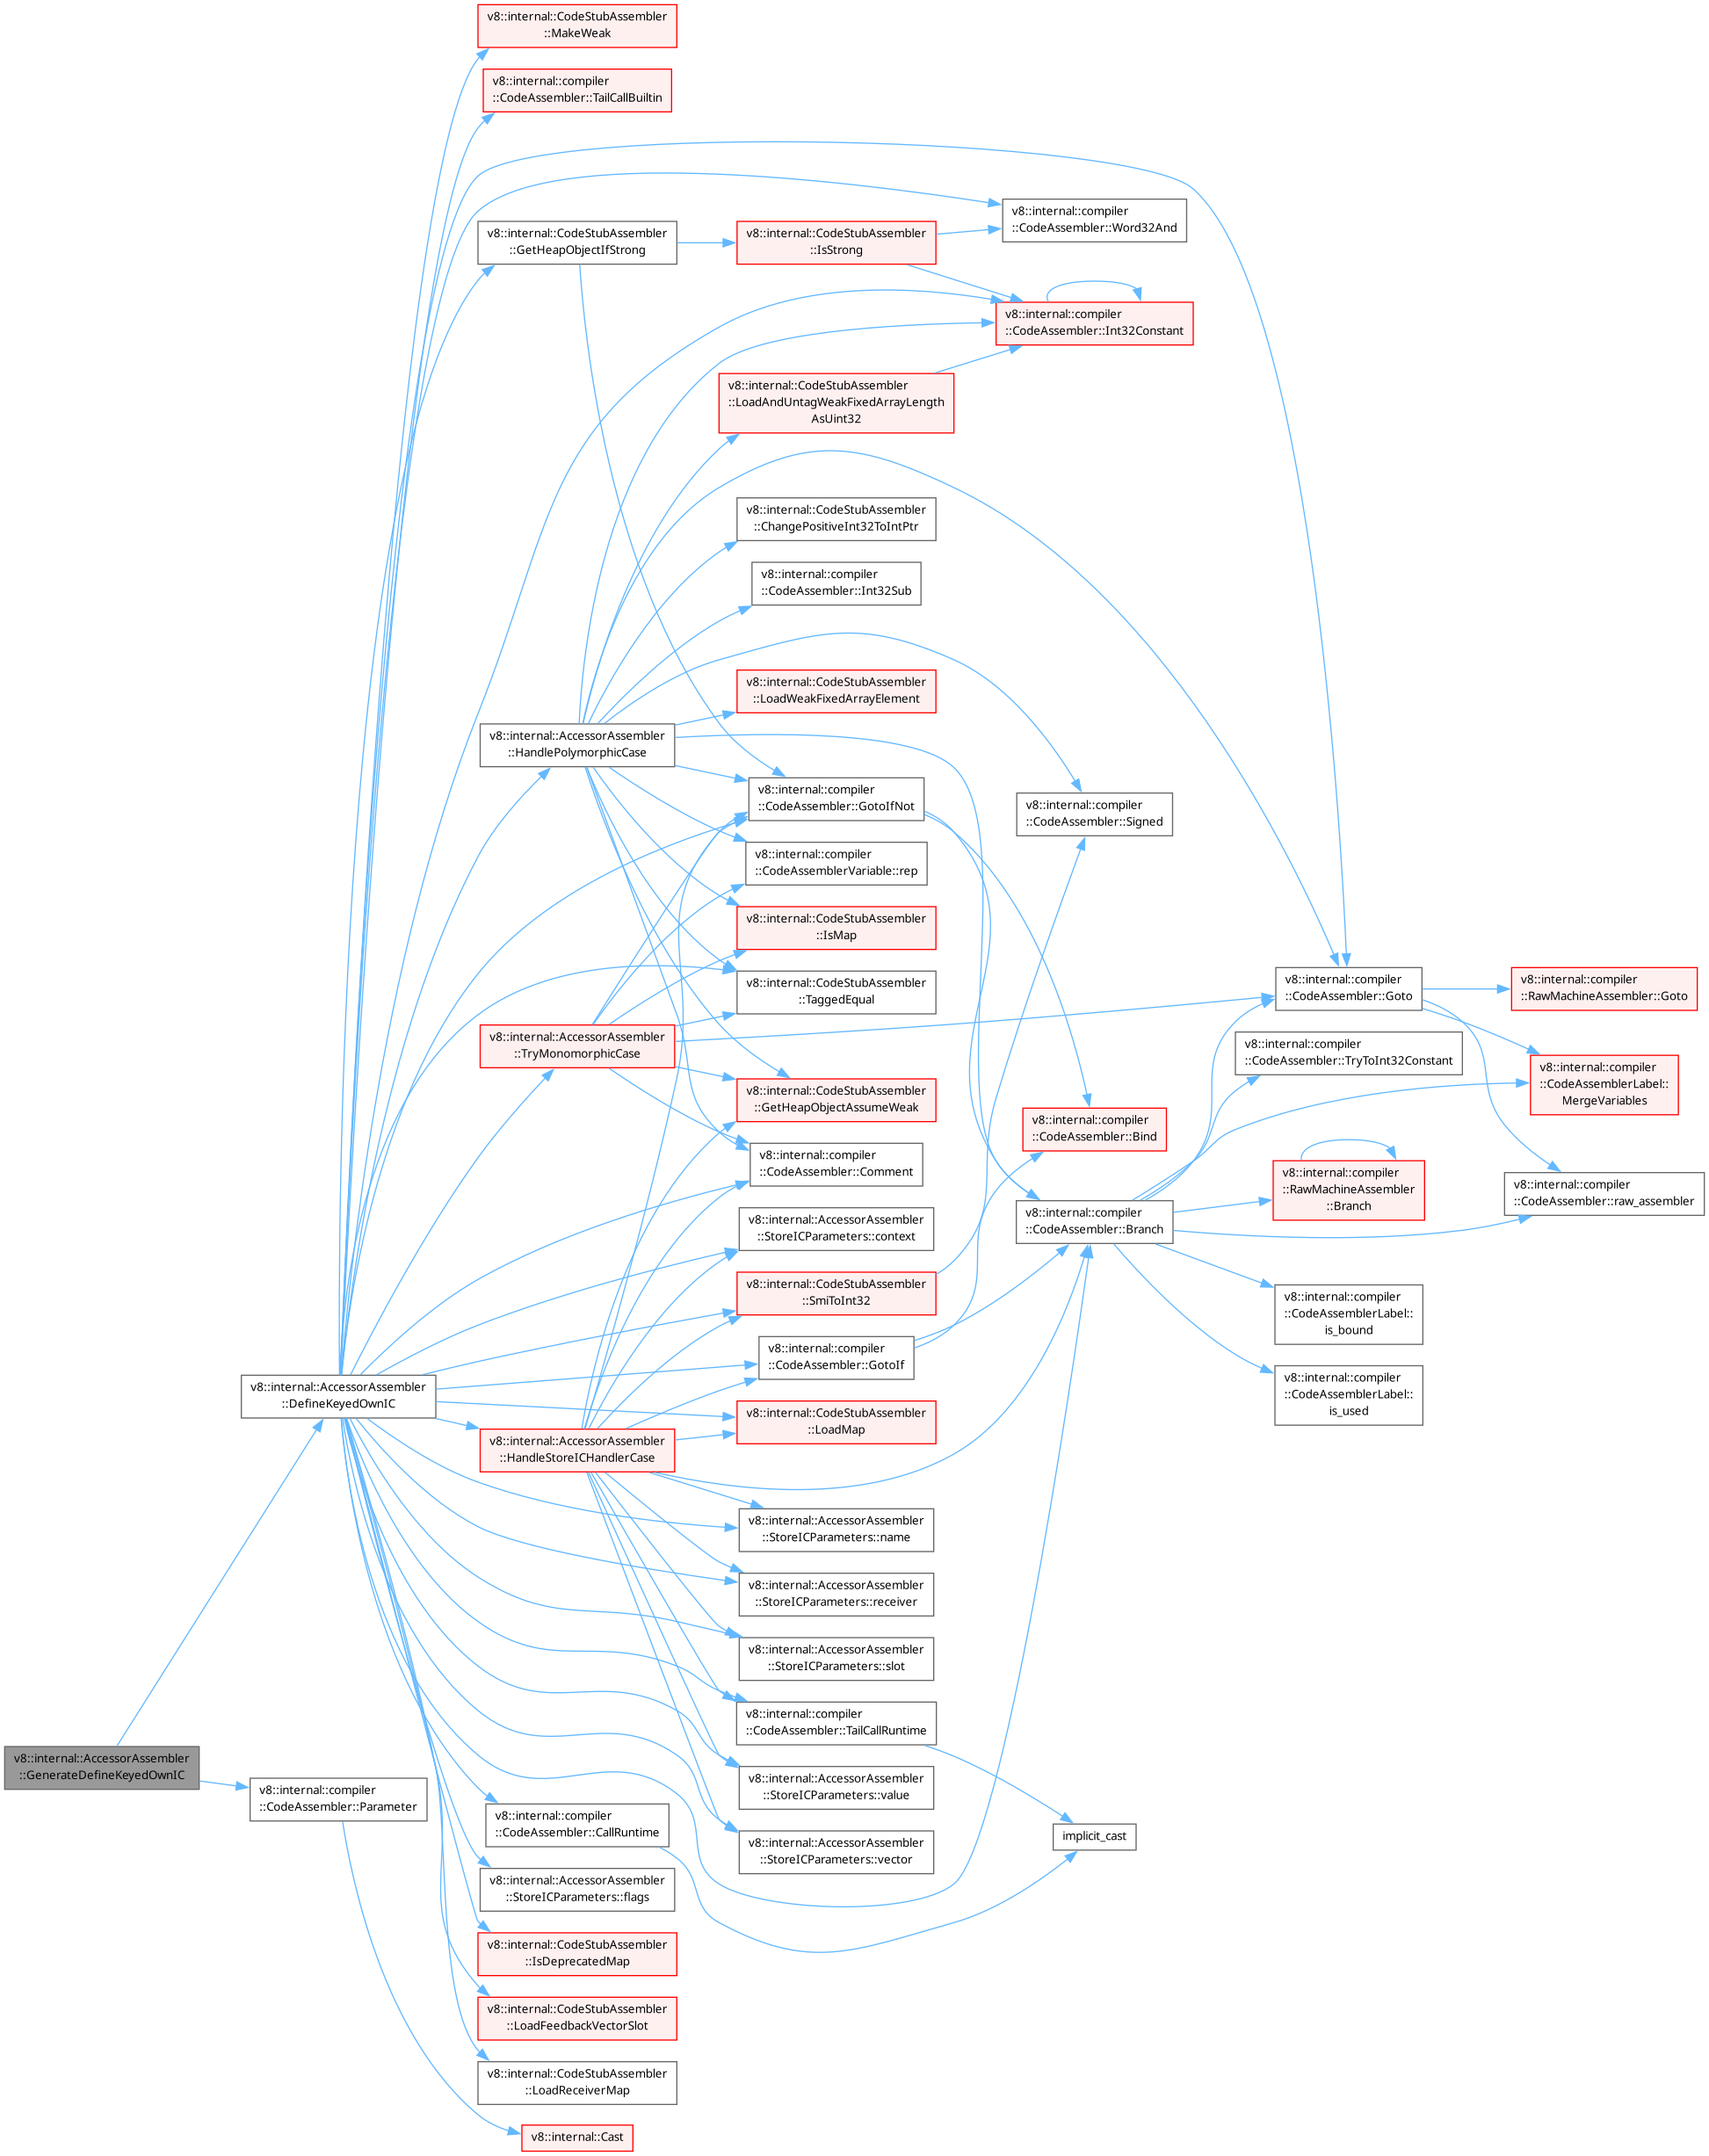 v8::internal::CodeStubAssembler
::MakeWeak
v8::internal::compiler
::CodeAssembler::TailCallBuiltin
v8::internal::compiler
::CodeAssembler::Word32And
v8::internal::CodeStubAssembler
::GetHeapObjectIfStrong
v8::internal::CodeStubAssembler
::IsStrong
v8::internal::compiler
::CodeAssembler::Int32Constant
v8::internal::CodeStubAssembler
::LoadAndUntagWeakFixedArrayLength
AsUint32
v8::internal::CodeStubAssembler
::ChangePositiveInt32ToIntPtr
v8::internal::compiler
::CodeAssembler::Int32Sub
v8::internal::CodeStubAssembler
::LoadWeakFixedArrayElement
v8::internal::AccessorAssembler
::HandlePolymorphicCase
v8::internal::compiler
::CodeAssembler::GotoIfNot
v8::internal::compiler
::CodeAssembler::Signed
v8::internal::compiler
::CodeAssemblerVariable::rep
v8::internal::CodeStubAssembler
::IsMap
v8::internal::CodeStubAssembler
::TaggedEqual
v8::internal::compiler
::CodeAssembler::Goto
v8::internal::compiler
::RawMachineAssembler::Goto
v8::internal::AccessorAssembler
::TryMonomorphicCase
v8::internal::compiler
::CodeAssembler::TryToInt32Constant
v8::internal::compiler
::CodeAssemblerLabel::
MergeVariables
v8::internal::CodeStubAssembler
::GetHeapObjectAssumeWeak
v8::internal::compiler
::CodeAssembler::Bind
v8::internal::compiler
::CodeAssembler::Comment
v8::internal::compiler
::RawMachineAssembler
::Branch
v8::internal::compiler
::CodeAssembler::raw_assembler
v8::internal::AccessorAssembler
::StoreICParameters::context
v8::internal::compiler
::CodeAssembler::Branch
v8::internal::CodeStubAssembler
::SmiToInt32
v8::internal::compiler
::CodeAssemblerLabel::
is_bound
v8::internal::compiler
::CodeAssembler::GotoIf
v8::internal::AccessorAssembler
::DefineKeyedOwnIC
v8::internal::compiler
::CodeAssemblerLabel::
is_used
v8::internal::CodeStubAssembler
::LoadMap
v8::internal::AccessorAssembler
::HandleStoreICHandlerCase
v8::internal::AccessorAssembler
::StoreICParameters::name
v8::internal::AccessorAssembler
::StoreICParameters::receiver
v8::internal::AccessorAssembler
::StoreICParameters::slot
v8::internal::compiler
::CodeAssembler::TailCallRuntime
v8::internal::AccessorAssembler
::GenerateDefineKeyedOwnIC
v8::internal::compiler
::CodeAssembler::Parameter
v8::internal::AccessorAssembler
::StoreICParameters::value
v8::internal::compiler
::CodeAssembler::CallRuntime
implicit_cast
v8::internal::AccessorAssembler
::StoreICParameters::vector
v8::internal::AccessorAssembler
::StoreICParameters::flags
v8::internal::CodeStubAssembler
::IsDeprecatedMap
v8::internal::CodeStubAssembler
::LoadFeedbackVectorSlot
v8::internal::CodeStubAssembler
::LoadReceiverMap
v8::internal::Cast